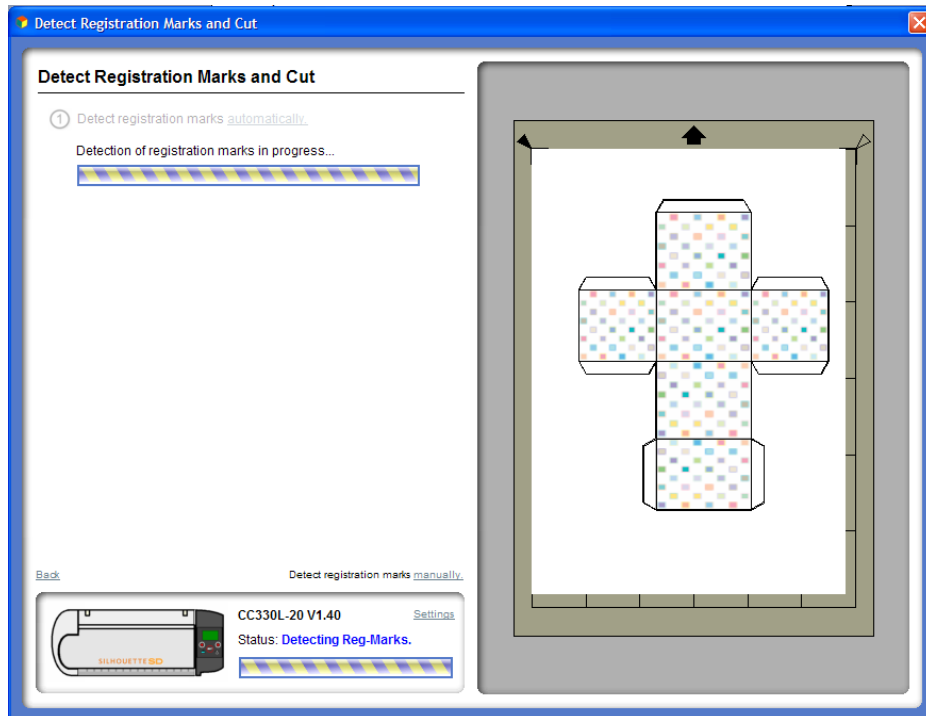 Detect Registration Marks and Cut
Detect Registration Marks and Cut
1 Detect registration marks automatically.
Detection of registration marks in progress...
Back Detect registration marks manually.
CC330L-20 V1.40 Settings
Status: Detecting Reg-Marks.
SILHOUETTE SD